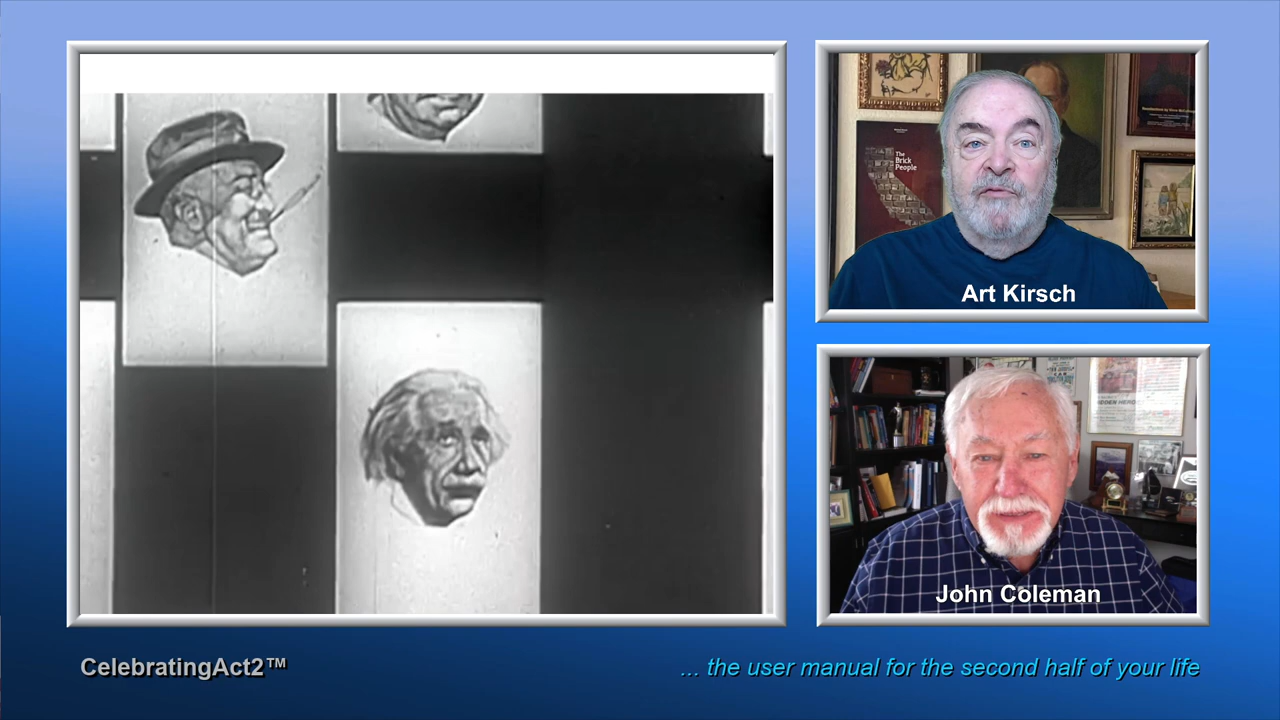 The
Brick
People
Art Kirsch
John Coleman
CelebratingAct2™
... the user manual for the second half of your life